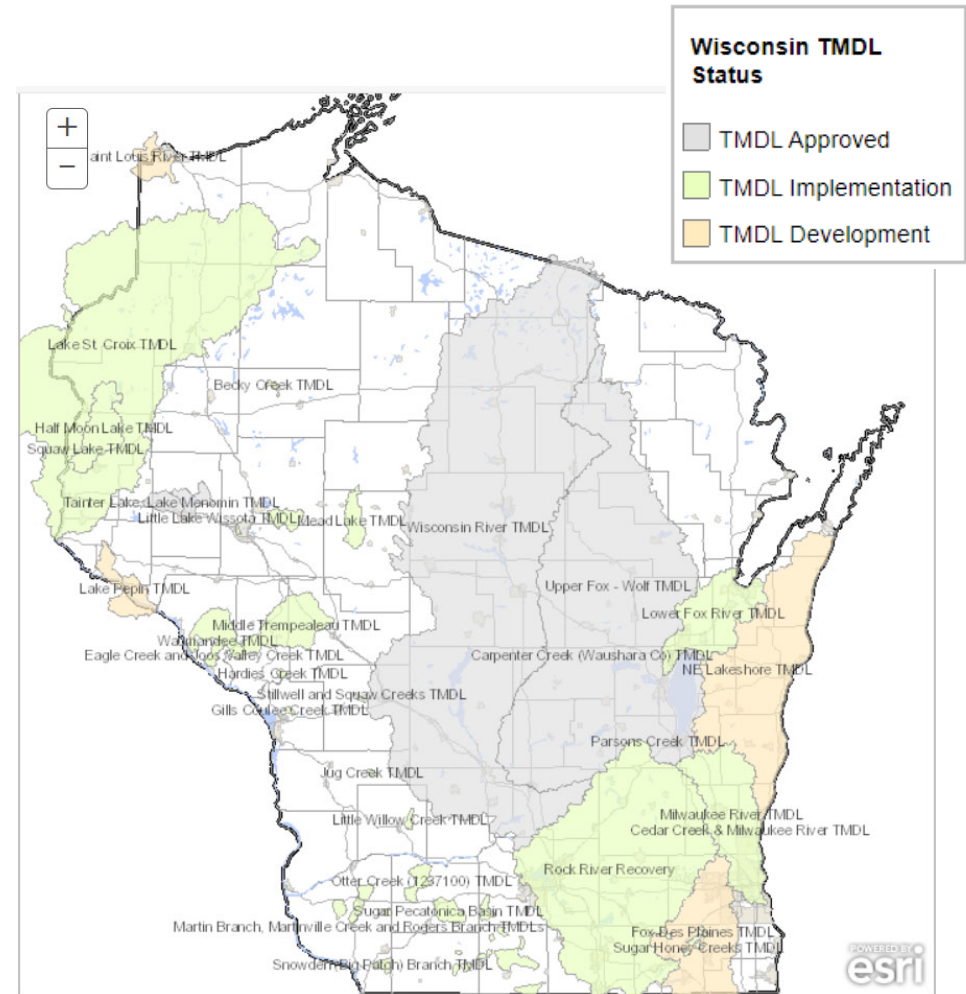 Wisconsin TMDL
Status
TMDL Approved
TMDL Implementation
TMDL Development
+
−
aint Louis River TMDL
Lake St. Croix TMDL
Becky Creek TMDL
Half Moon Lake TMDL
Squaw Lake TMDL
Tainter Lake, Lake Menomin TMDL
Little Lake Wissota TMDL
Mead Lake TMDL
Wisconsin River TMDL
Lake Pepin TMDL
Upper Fox - Wolf TMDL
Lower Fox River TMDL
Middle Trempealeau TMDL
Waumandee TMDL
Eagle Creek and Joos Valley Creek TMDL
Carpenter Creek (Waushara Co) TMDL
NE Lakeshore TMDL
Hardies Creek TMDL
Stillwell and Squaw Creeks TMDL
Gills Coulee Creek TMDL
Parsons Creek TMDL
Jug Creek TMDL
Little Willow Creek TMDL
Milwaukee River TMDL
Cedar Creek & Milwaukee River TMDL
Rock River Recovery
Otter Creek (1237100) TMDL
Sugar Pecatonica Basin TMDL
Martin Branch, Martinville Creek and Rogers Branch TMDLs
Fox Des Plaines TMDL
Sugar Honey Creeks TMDL
Snowden (Big Patch) Branch TMDL
POWERED BY
esri